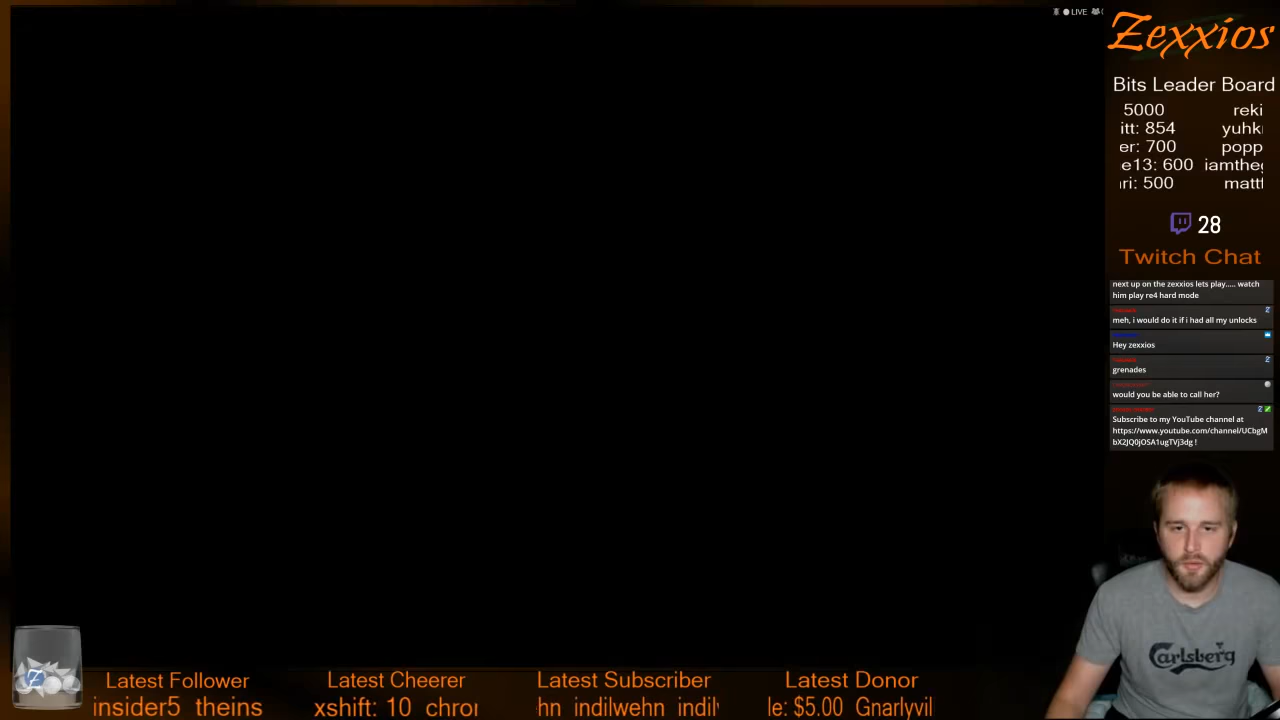 LIVE
Zexxios
Bits Leader Board
5000 reki
itt: 854 yuhk
er: 700 popp
e13: 600 iamthe
ri: 500 matt
28
Twitch Chat
next up on the zexxios lets play..... watch
him play re4 hard mode
meh, i would do it if i had all my unlocks
Hey zexxios
grenades
would you be able to call her?
Subscribe to my YouTube channel at
https://www.youtube.com/channel/UCbgM
bX2JQ0jOSA1ugTVj3dg !
Carlsberg
Z
Latest Follower
insider5 theins
Latest Cheerer
xshift: 10 chro
Latest Subscriber
hn indilwehn indil
Latest Donor
le: $5.00 Gnarlyvil